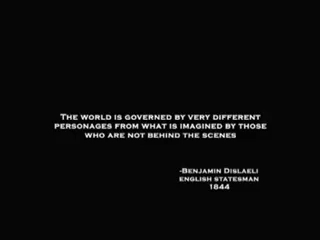 The world is governed by very different
personages from what is imagined by those
who are not behind the scenes
-Benjamin Dislaeli
english statesman
1844